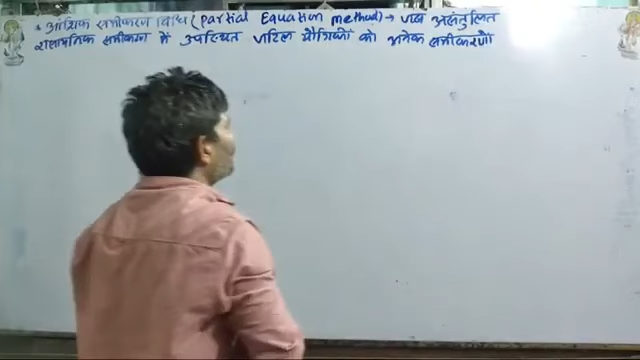 * आंशिक समीकरण विधि (Partial Equation method) → जब असंतुलित
रासायनिक समीकरण में उपस्थित जटिल यौगिकों को अनेक समीकरणों